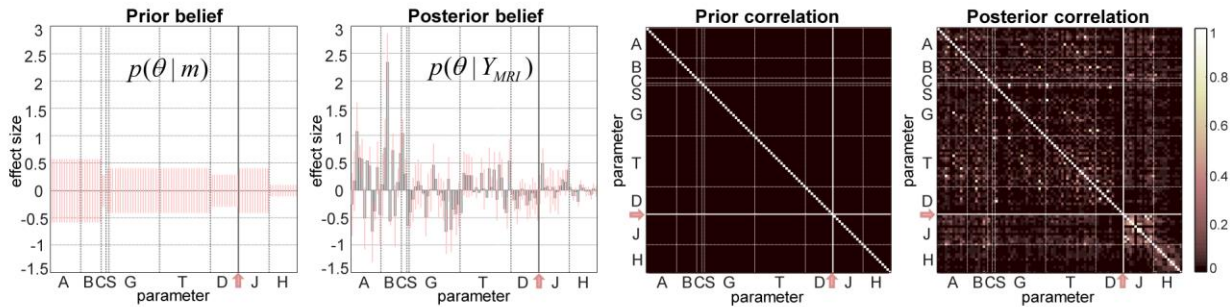 Prior belief
3
2.5
2
1.5
1
0.5
0
-0.5
-1
-1.5
effect size
p(θ | m)
A B C S G T D J H
parameter
Posterior belief
3
2.5
2
1.5
1
0.5
0
-0.5
-1
-1.5
effect size
p(θ | Y_MRI)
A B C S G T D J H
parameter
Prior correlation
parameter
A
B
C
S
G
T
D
J
H
A B C S G T D J H
parameter
Posterior correlation
parameter
A
B
C
S
G
T
D
J
H
A B C S G T D J H
parameter
1
0.8
0.6
0.4
0.2
0